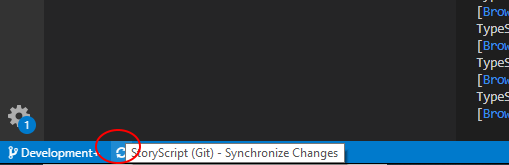 [Brow
TypeS
[Brow
TypeS
[Brow
TypeS
[Brow
1
Development+
StoryScript (Git) - Synchronize Changes